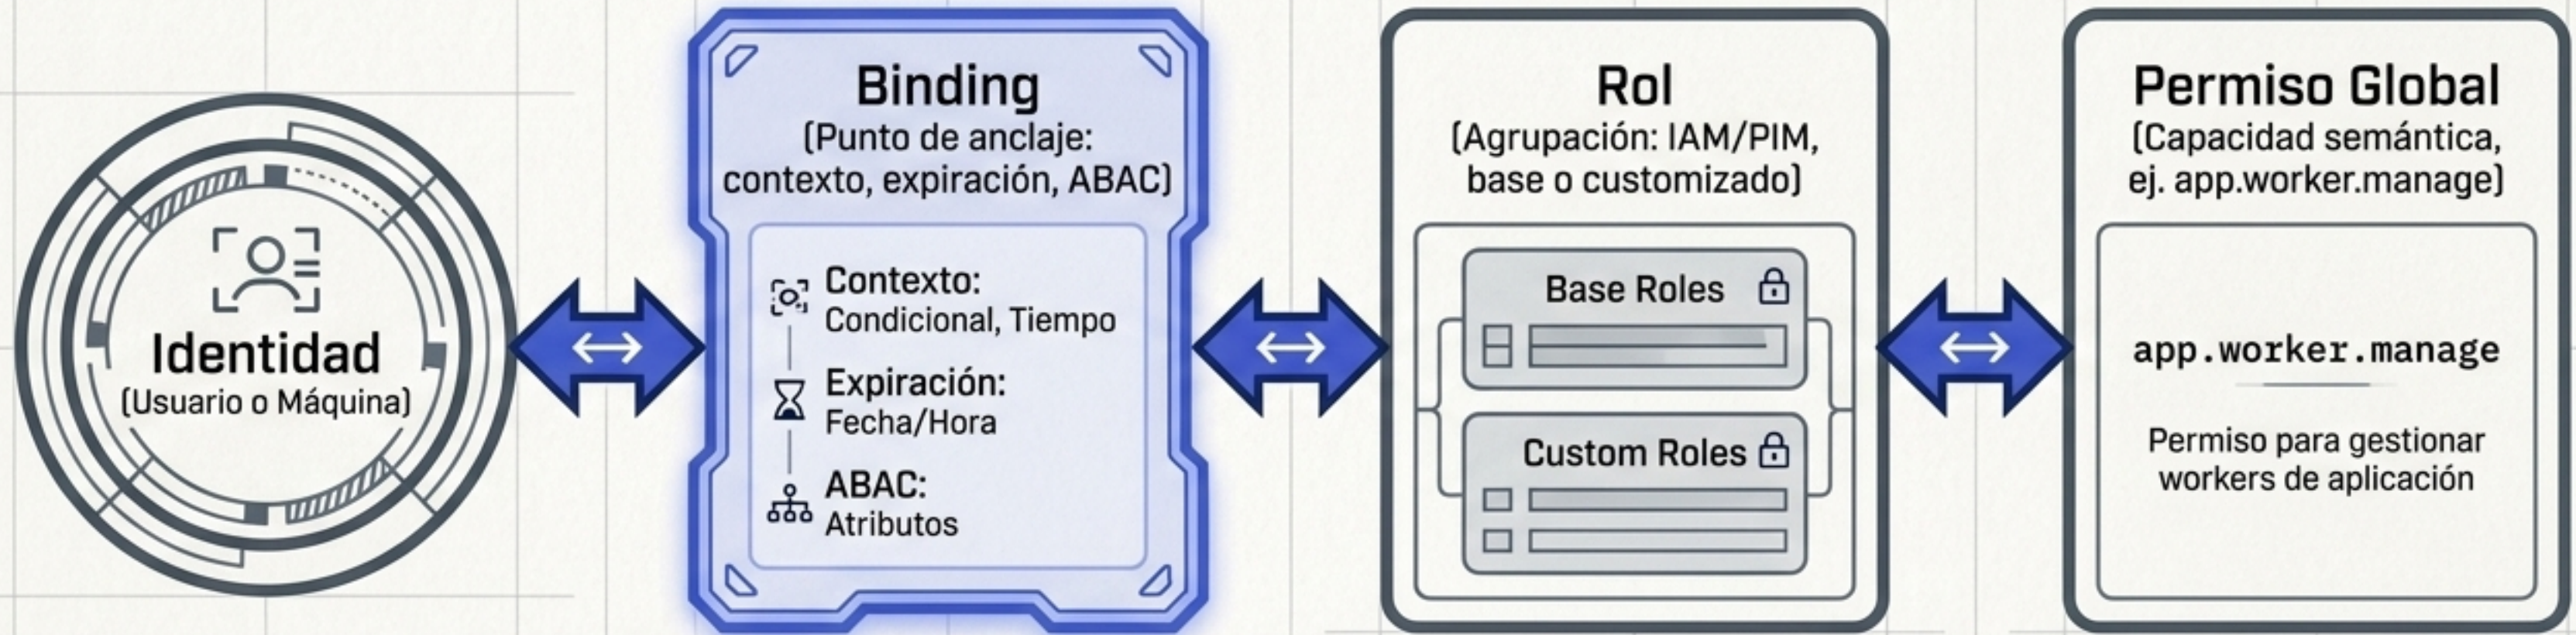 Identidad
(Usuario o Máquina)
Binding
(Punto de anclaje:
contexto, expiración, ABAC)
Contexto:
Condicional, Tiempo
Expiración:
Fecha/Hora
ABAC:
Atributos
Rol
(Agrupación: IAM/PIM,
base o customizado)
Base Roles
Custom Roles
Permiso Global
(Capacidad semántica,
ej. app.worker.manage)
app.worker.manage
Permiso para gestionar
workers de aplicación